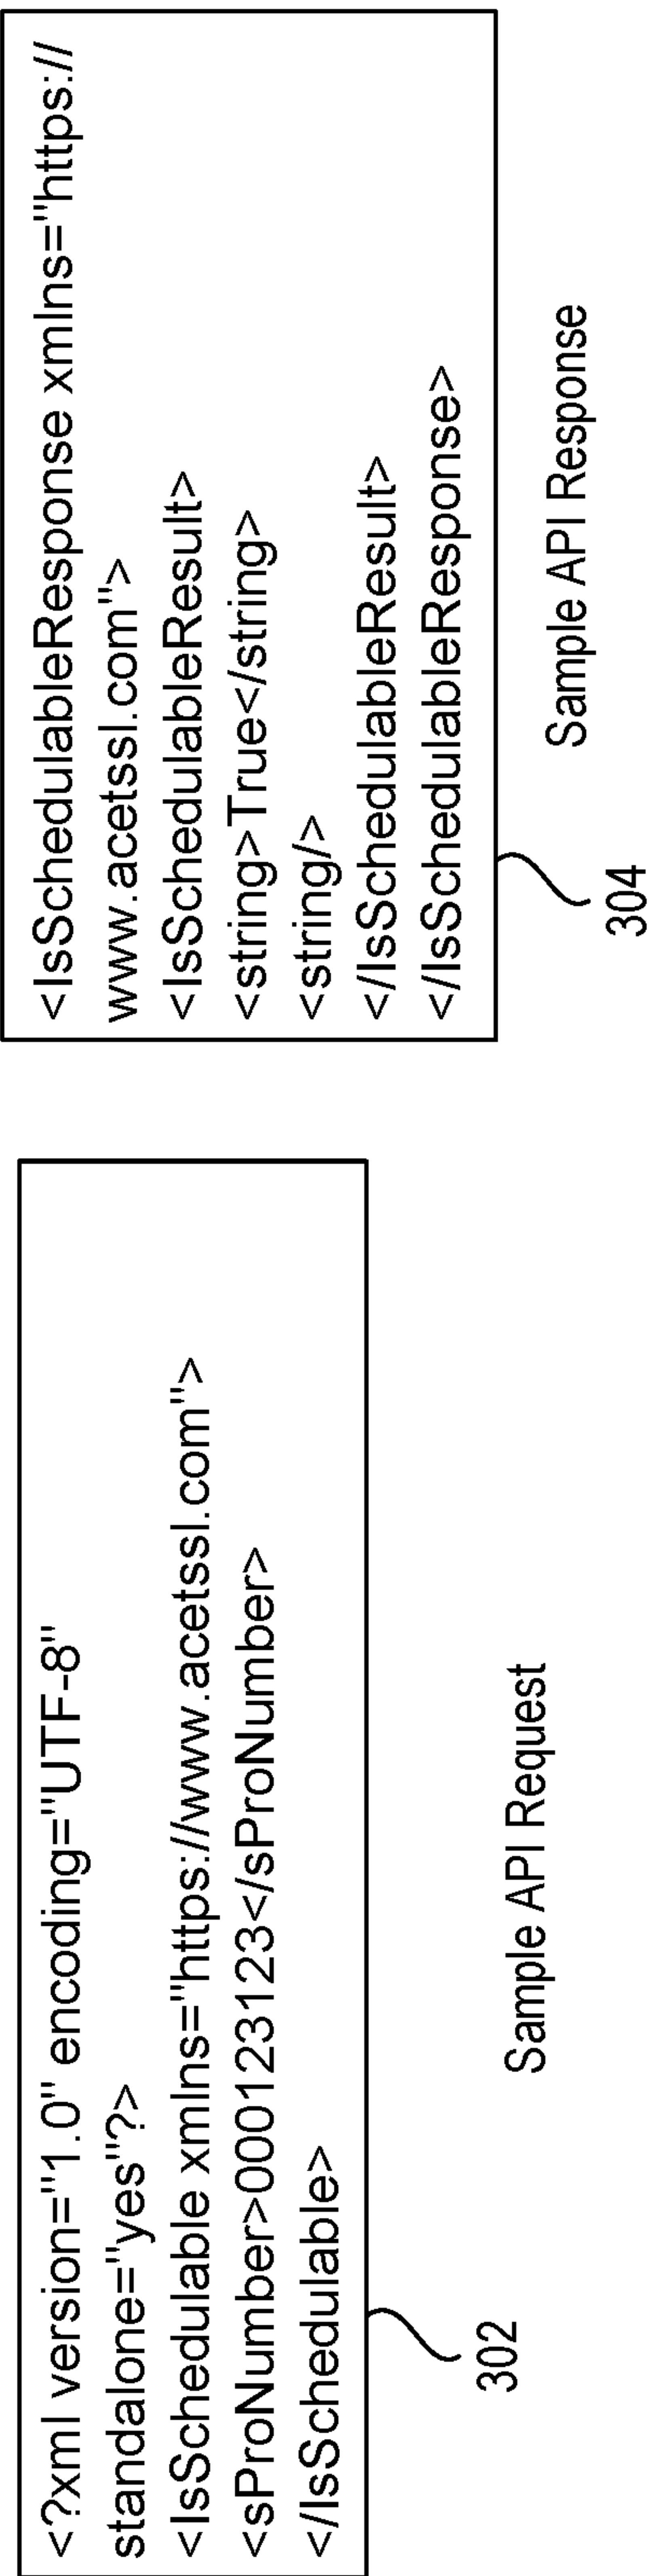 <?xml version="1.0" encoding="UTF-8"
standalone="yes"?>
<IsSchedulable xmlns="https://www.acetssl.com">
<sProNumber>000123123</sProNumber>
</IsSchedulable>
302
Sample API Request
<IsSchedulableResponse xmlns="https://
www.acetssl.com">
<IsSchedulableResult>
<string>True</string>
<string/>
</IsSchedulableResult>
</IsSchedulableResponse>
304
Sample API Response